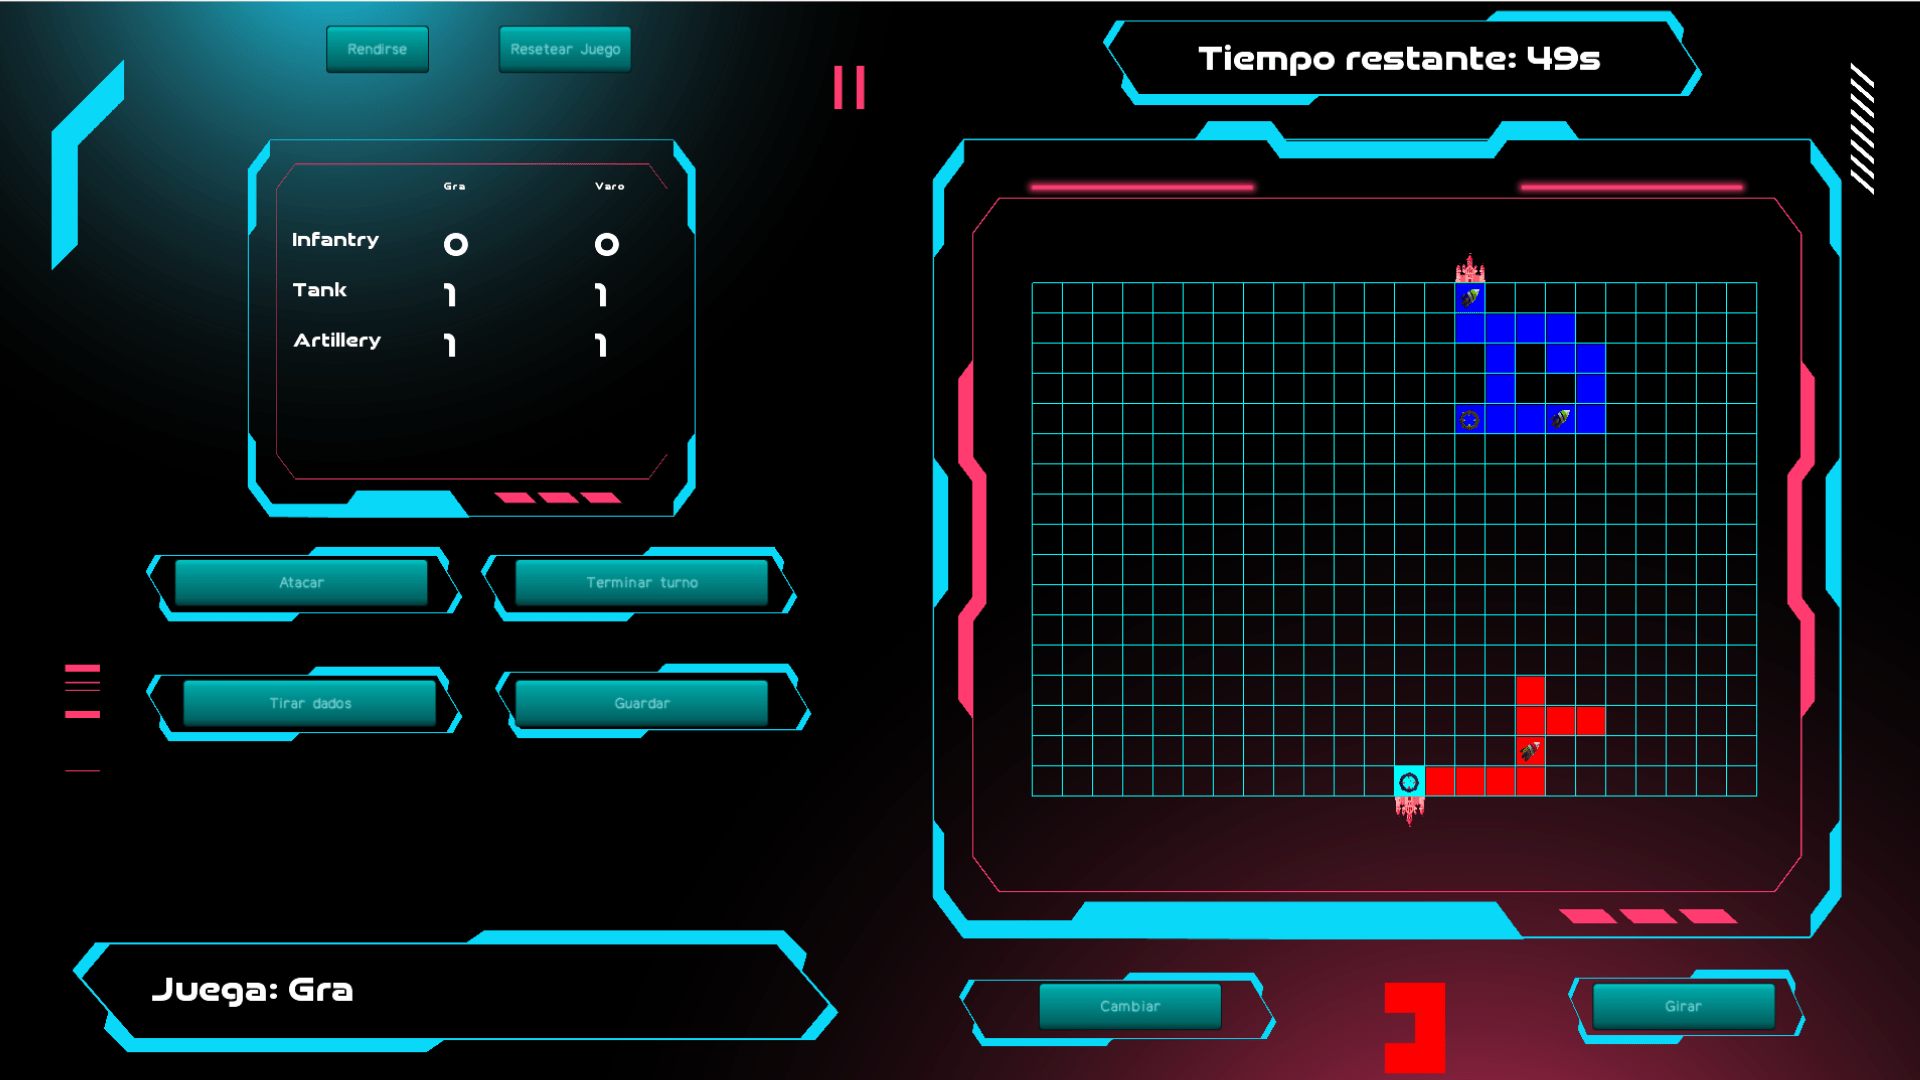 Rendirse
Resetear Juego
Tiempo restante: 49s
Gra Varo
Infantry 0 0
Tank 1 1
Artillery 1 1
Atacar
Terminar turno
Tirar dados
Guardar
Juega: Gra
Cambiar
Girar